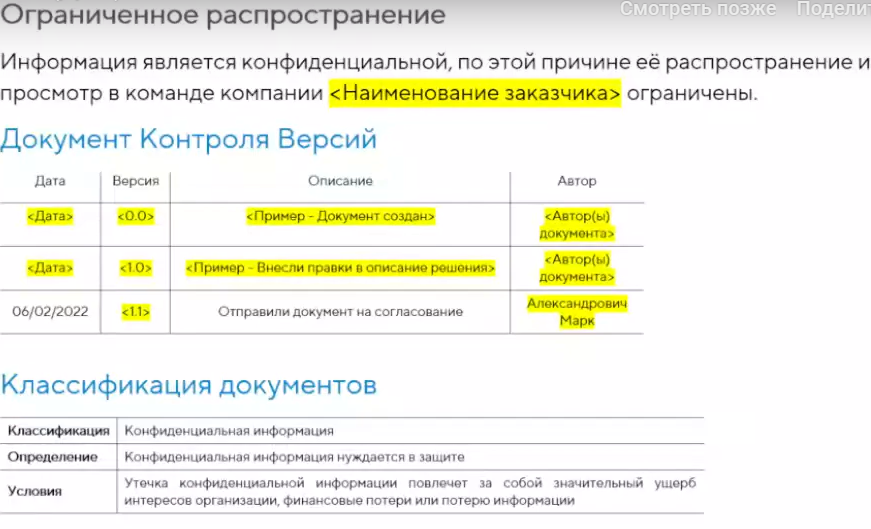 Смотреть позже
Ограниченное распространение
Информация является конфиденциальной, по этой причине её распространение и
просмотр в команде компании <Наименование заказчика> ограничены.
Документ Контроля Версий
Дата Версия Описание Автор
<Дата> <0.0> <Пример - Документ создан> <Автор(ы)
документа>
<Дата> <1.0> <Пример - Внесли правки в описание решения> <Автор(ы)
документа>
06/02/2022 <1.1> Отправили документ на согласование Александрович
Марк
Классификация документов
Классификация Конфиденциальная информация
Определение Конфиденциальная информация нуждается в защите
Условия Утечка конфиденциальной информации повлечет за собой значительный ущерб
интересов организации, финансовые потери или потерю информации